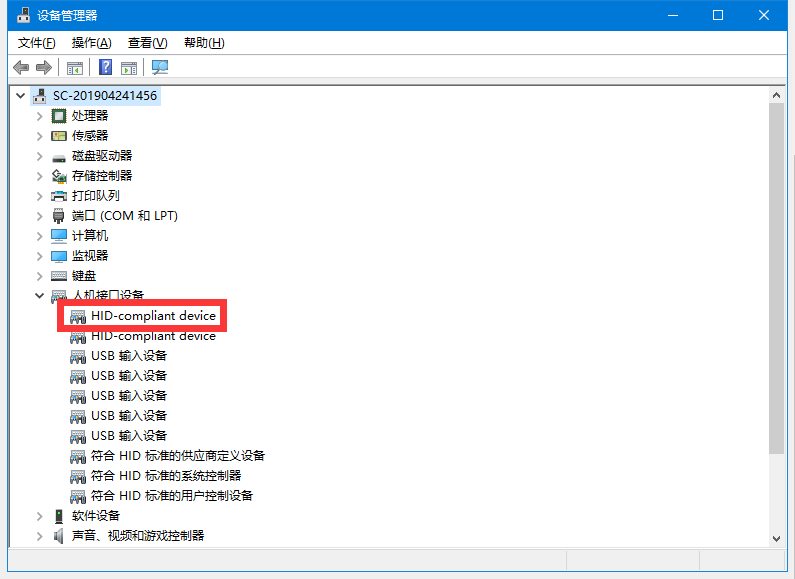 设备管理器
文件(F) 操作(A) 查看(V) 帮助(H)
SC-201904241456
处理器
传感器
磁盘驱动器
存储控制器
打印队列
端口 (COM 和 LPT)
计算机
监视器
键盘
人机接口设备
HID-compliant device
HID-compliant device
USB 输入设备
USB 输入设备
USB 输入设备
USB 输入设备
USB 输入设备
符合 HID 标准的供应商定义设备
符合 HID 标准的系统控制器
符合 HID 标准的用户控制设备
软件设备
声音、视频和游戏控制器